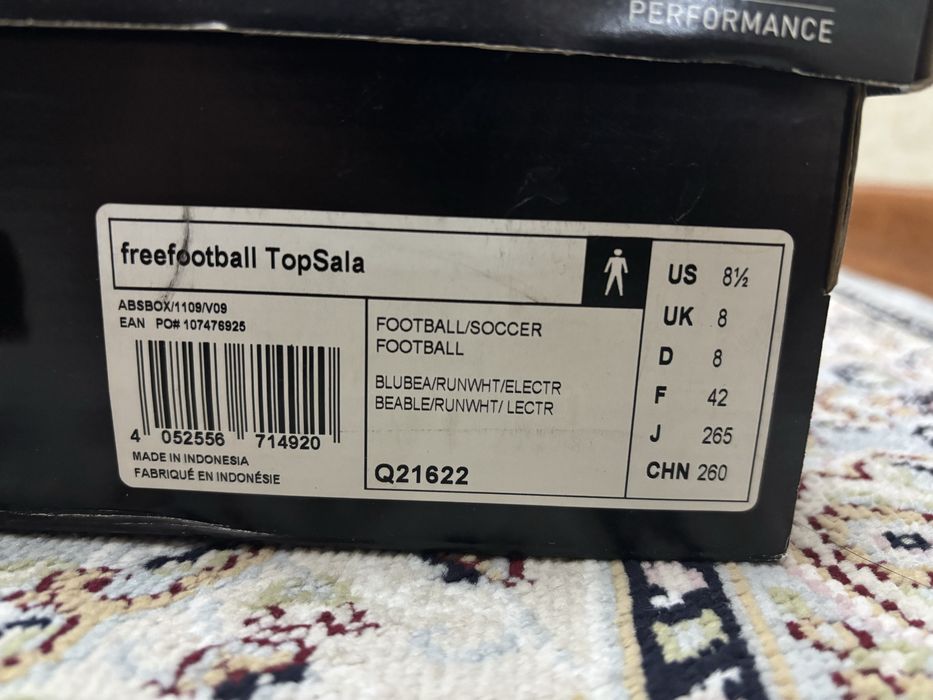 PERFORMANCE
freefootball TopSala
ABSBOX/1109/V09
EAN PO# 107476925
4 052556 714920
MADE IN INDONESIA
FABRIQUÉ EN INDONÉSIE
FOOTBALL/SOCCER
FOOTBALL
BLUBEA/RUNWHT/ELECTR
BEABLE/RUNWHT/ LECTR
Q21622
US 8½
UK 8
D 8
F 42
J 265
CHN 260